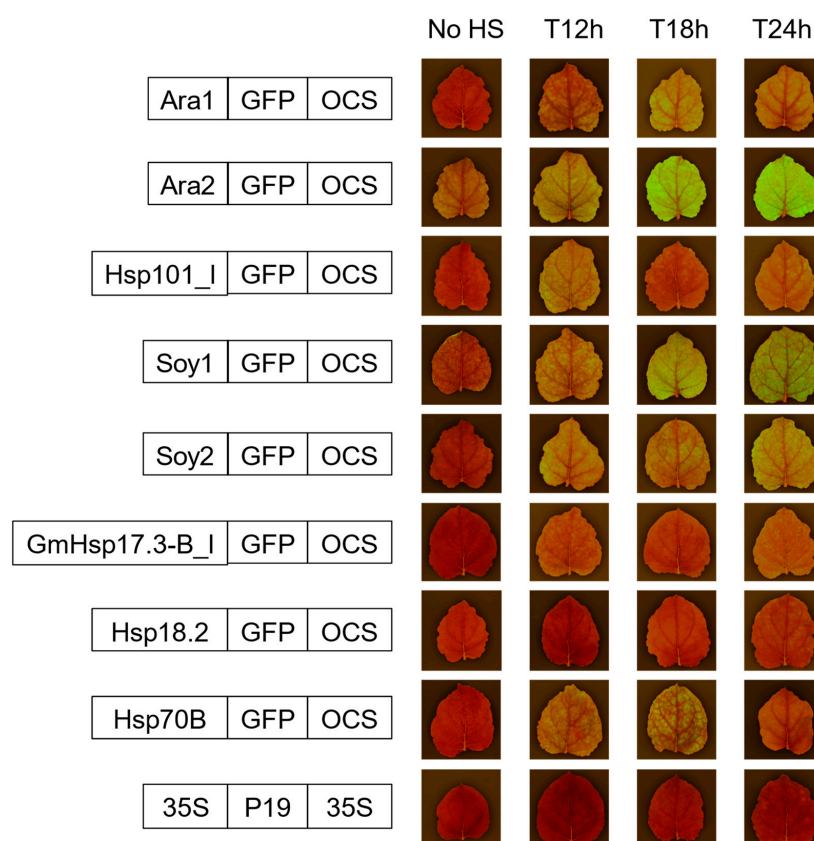 No HS T12h T18h T24h
Ara1 GFP OCS
Ara2 GFP OCS
Hsp101_I GFP OCS
Soy1 GFP OCS
Soy2 GFP OCS
GmHsp17.3-B_I GFP OCS
Hsp18.2 GFP OCS
Hsp70B GFP OCS
35S P19 35S